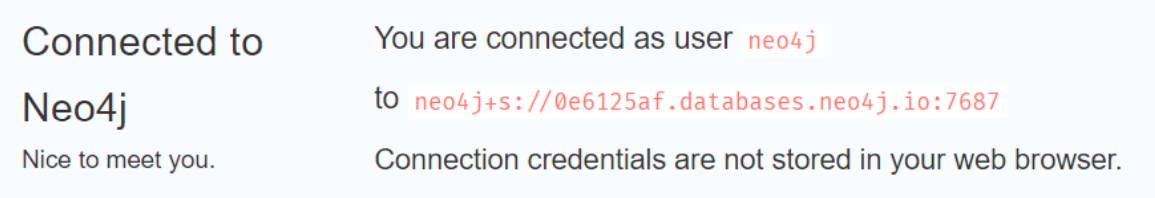 Connected to
Neo4j
Nice to meet you.
You are connected as user neo4j
to neo4j+s://0e6125af.databases.neo4j.io:7687
Connection credentials are not stored in your web browser.